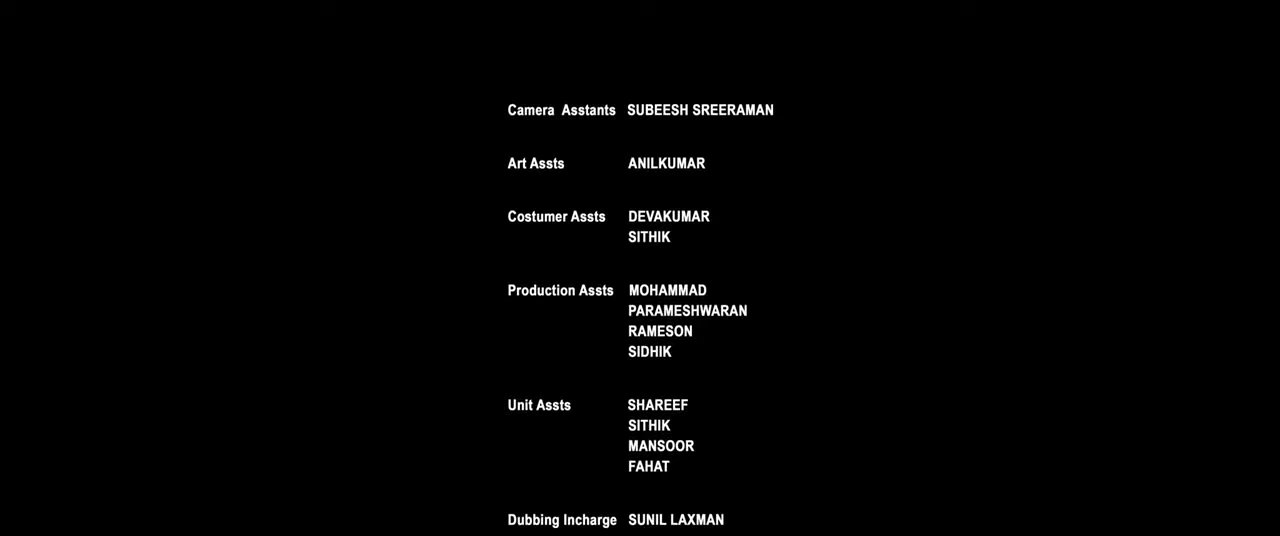 Camera  Asstants SUBEESH SREERAMAN
Art Assts ANILKUMAR
Costumer Assts DEVAKUMAR
SITHIK
Production Assts MOHAMMAD
PARAMESHWARAN
RAMESON
SIDHIK
Unit Assts SHAREEF
SITHIK
MANSOOR
FAHAT
Dubbing Incharge SUNIL LAXMAN